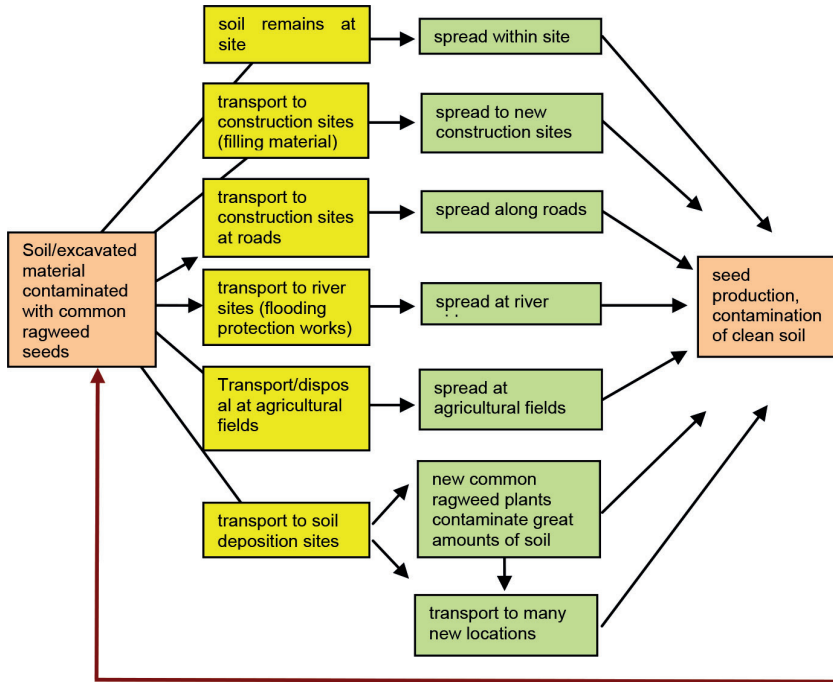 soil remains at
site
spread within site
transport to
construction sites
(filling material)
spread to new
construction sites
transport to
construction sites
at roads
spread along roads
Soil/excavated
material
contaminated
with common
ragweed
seeds
transport to river
sites (flooding
protection works)
spread at river
seed
production,
contamination
of clean soil
Transport/dispos
al at agricultural
fields
spread at
agricultural fields
transport to soil
deposition sites
new common
ragweed plants
contaminate great
amounts of soil
transport to many
new locations